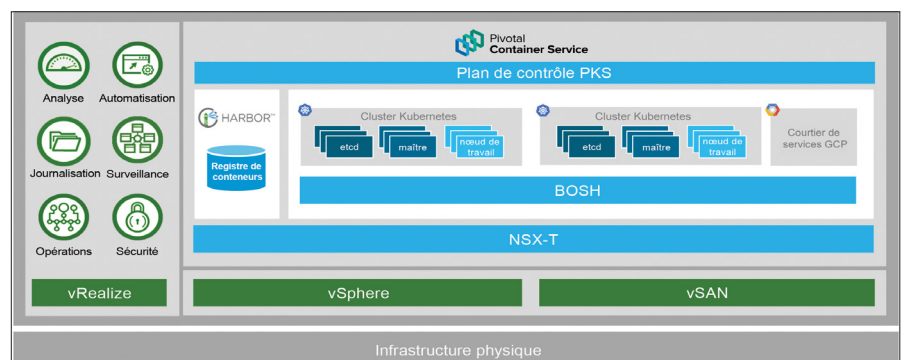 Pivotal
Container Service
Plan de contrôle PKS
Analyse
Automatisation
Journalisation
Surveillance
Opérations
Sécurité
vRealize
HARBOR™
Registre de
conteneurs
Cluster Kubernetes
etcd
maître
nœud de
travail
Cluster Kubernetes
etcd
maître
nœud de
travail
Courtier de
services GCP
BOSH
NSX-T
vSphere
vSAN
Infrastructure physique